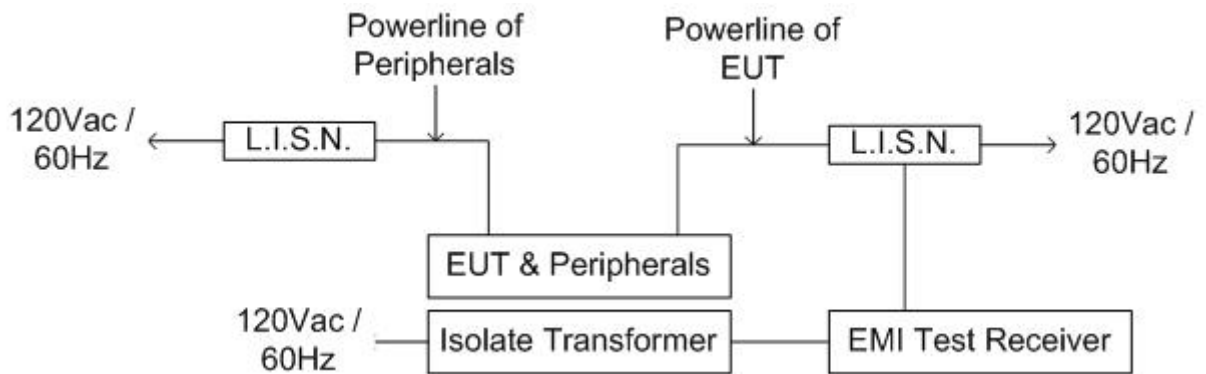 Powerline of
Peripherals
Powerline of
EUT
120Vac /
60Hz
L.I.S.N.
L.I.S.N.
120Vac /
60Hz
EUT & Peripherals
120Vac /
60Hz
Isolate Transformer
EMI Test Receiver